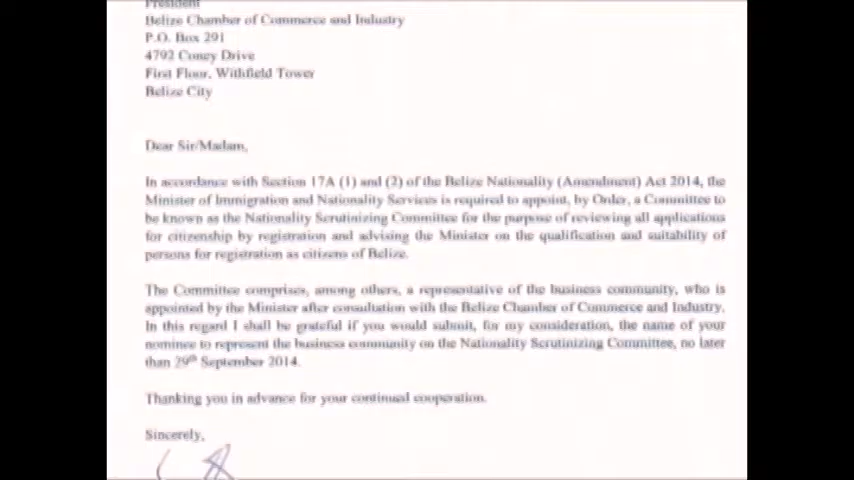 President
Belize Chamber of Commerce and Industry
P.O. Box 291
4792 Coney Drive
First Floor, Withfield Tower
Belize City
Dear Sir/Madam,
In accordance with Section 17A (1) and (2) of the Belize Nationality (Amendment) Act 2014, the
Minister of Immigration and Nationality Services is required to appoint, by Order, a Committee to
be known as the Nationality Scrutinizing Committee for the purpose of reviewing all applications
for citizenship by registration and advising the Minister on the qualification and suitability of
persons for registration as citizens of Belize.
The Committee comprises, among others, a representative of the business community, who is
appointed by the Minister after consultation with the Belize Chamber of Commerce and Industry.
In this regard I shall be grateful if you would submit, for my consideration, the name of your
nominee to represent the business community on the Nationality Scrutinizing Committee, no later
than 29th September 2014.
Thanking you in advance for your continued cooperation.
Sincerely,